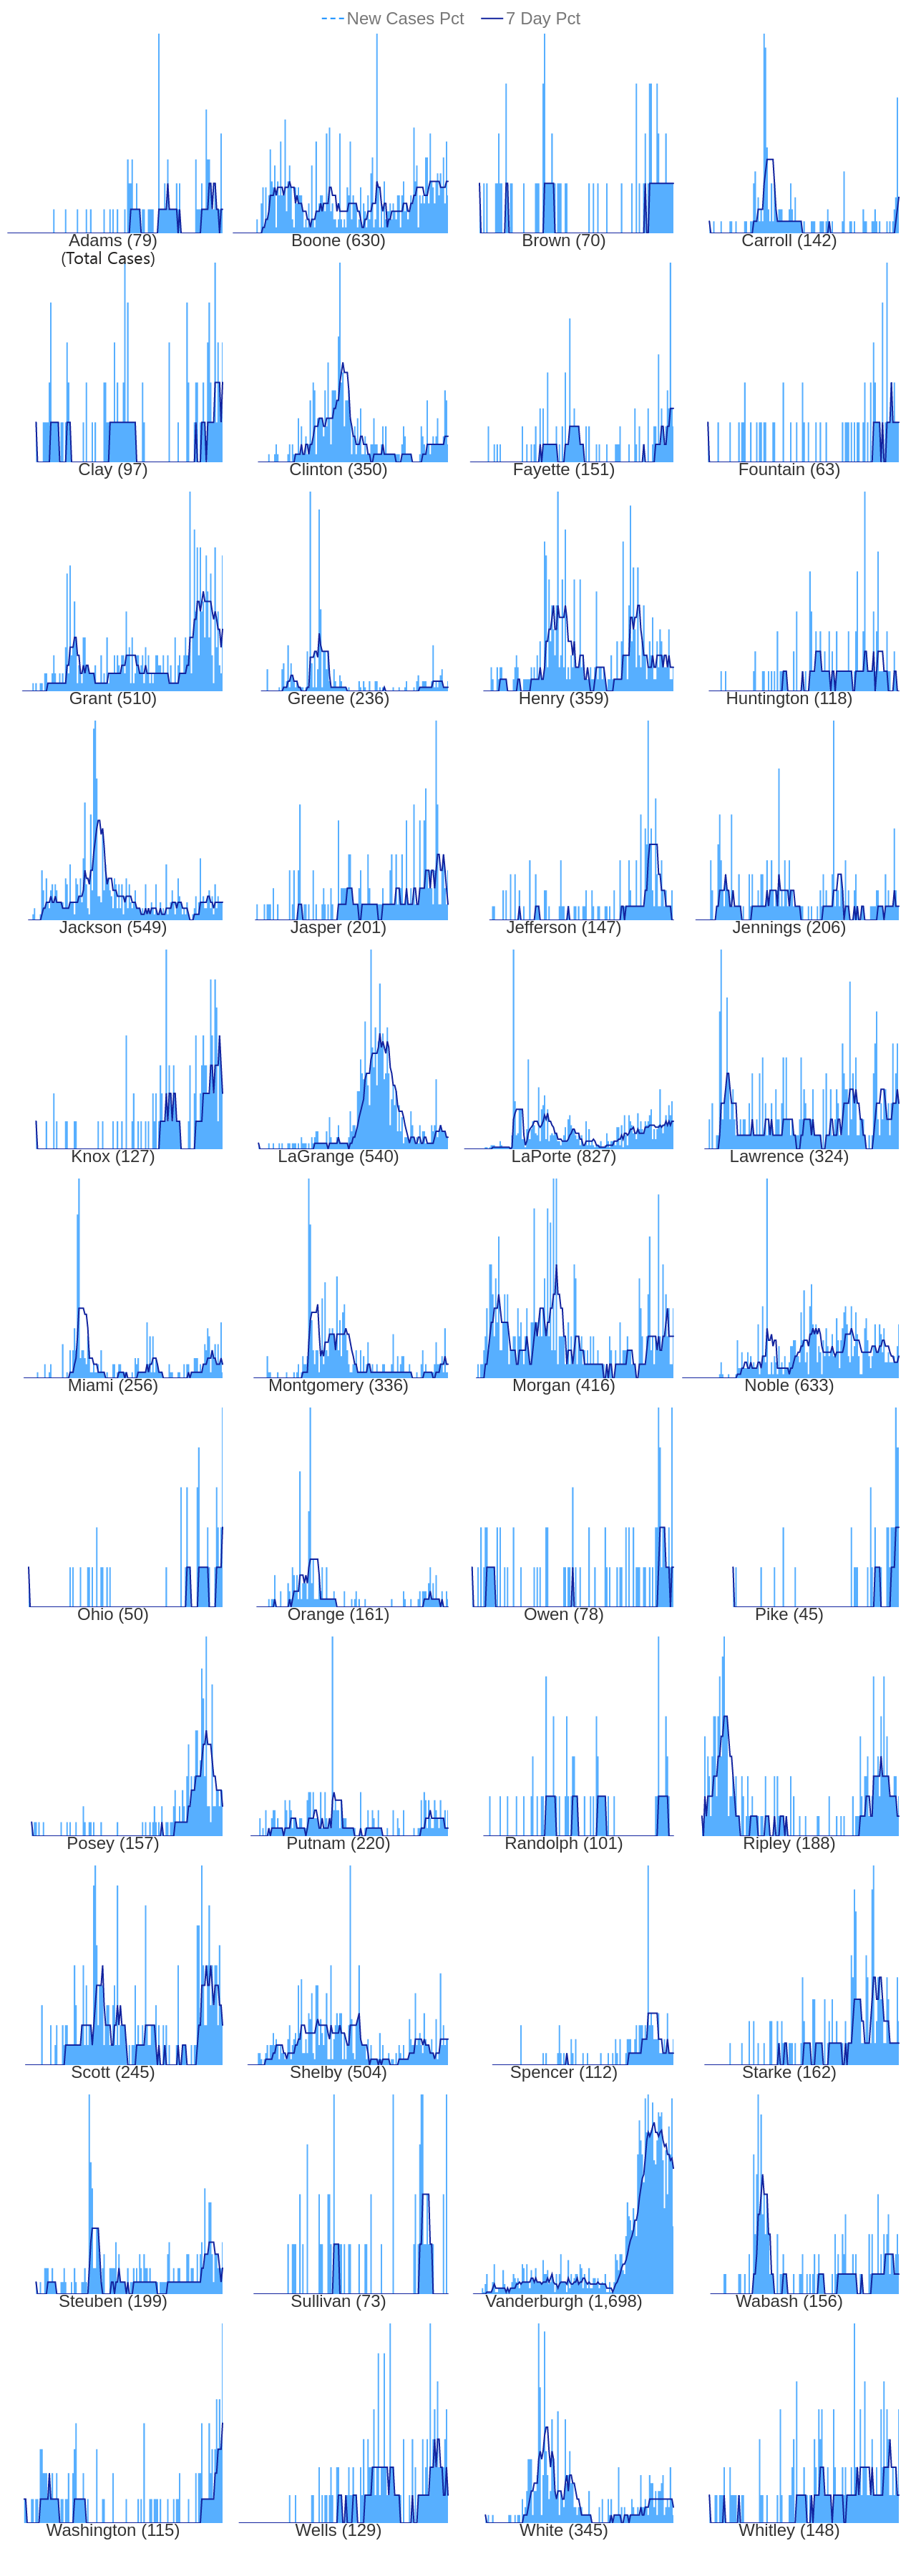 New Cases Pct 7 Day Pct
Adams (79) Boone (630) Brown (70) Carroll (142)
(Total Cases)
Clay (97) Clinton (350) Fayette (151) Fountain (63)
Grant (510) Greene (236) Henry (359) Huntington (118)
Jackson (549) Jasper (201) Jefferson (147) Jennings (206)
Knox (127) LaGrange (540) LaPorte (827) Lawrence (324)
Miami (256) Montgomery (336) Morgan (416) Noble (633)
Ohio (50) Orange (161) Owen (78) Pike (45)
Posey (157) Putnam (220) Randolph (101) Ripley (188)
Scott (245) Shelby (504) Spencer (112) Starke (162)
Steuben (199) Sullivan (73) Vanderburgh (1,698) Wabash (156)
Washington (115) Wells (129) White (345) Whitley (148)